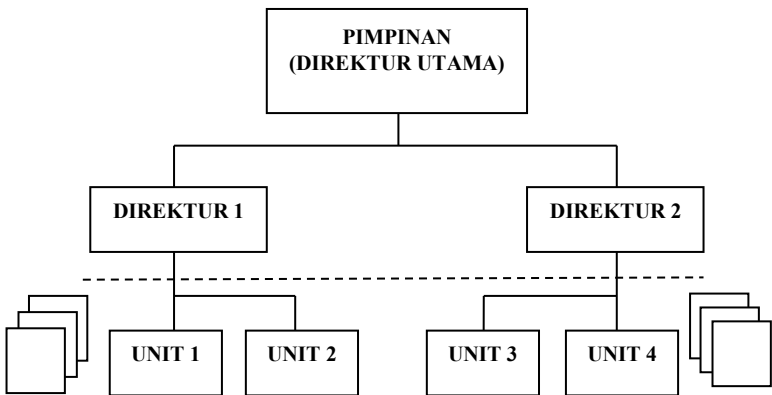 PIMPINAN
(DIREKTUR UTAMA)
DIREKTUR 1
DIREKTUR 2
UNIT 1
UNIT 2
UNIT 3
UNIT 4